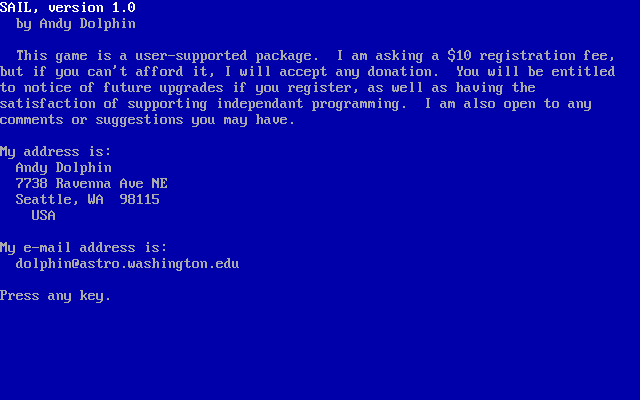 SAIL, version 1.0
by Andy Dolphin
This game is a user-supported package.  I am asking a $10 registration fee,
but if you can't afford it, I will accept any donation.  You will be entitled
to notice of future upgrades if you register, as well as having the
satisfaction of supporting independant programming.  I am also open to any
comments or suggestions you may have.
My address is:
Andy Dolphin
7738 Ravenna Ave NE
Seattle, WA  98115
USA
My e-mail address is:
dolphin@astro.washington.edu
Press any key.